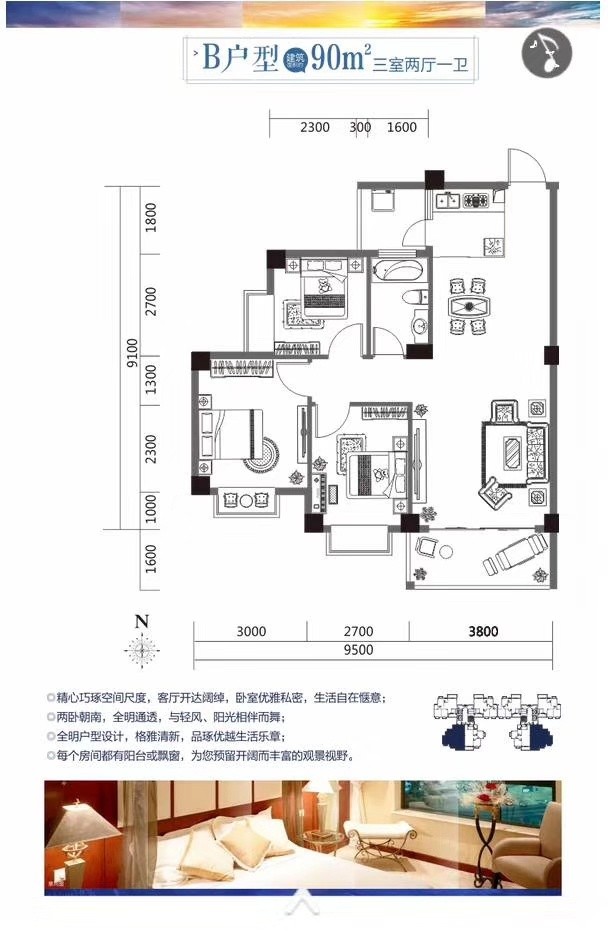 B户型 建筑面积约 90m² 三室两厅一卫
2300 300 1600
1800
2700
9100
1300
2300
1000
1600
N
3000 2700 3800
9500
◎精心巧琢空间尺度，客厅开达阔绰，卧室优雅私密，生活自在惬意；
◎两卧朝南，全明通透，与轻风、阳光相伴而舞；
◎全明户型设计，格雅清新，品琢优越生活乐章；
◎每个房间都有阳台或飘窗，为您预留开阔而丰富的观景视野。